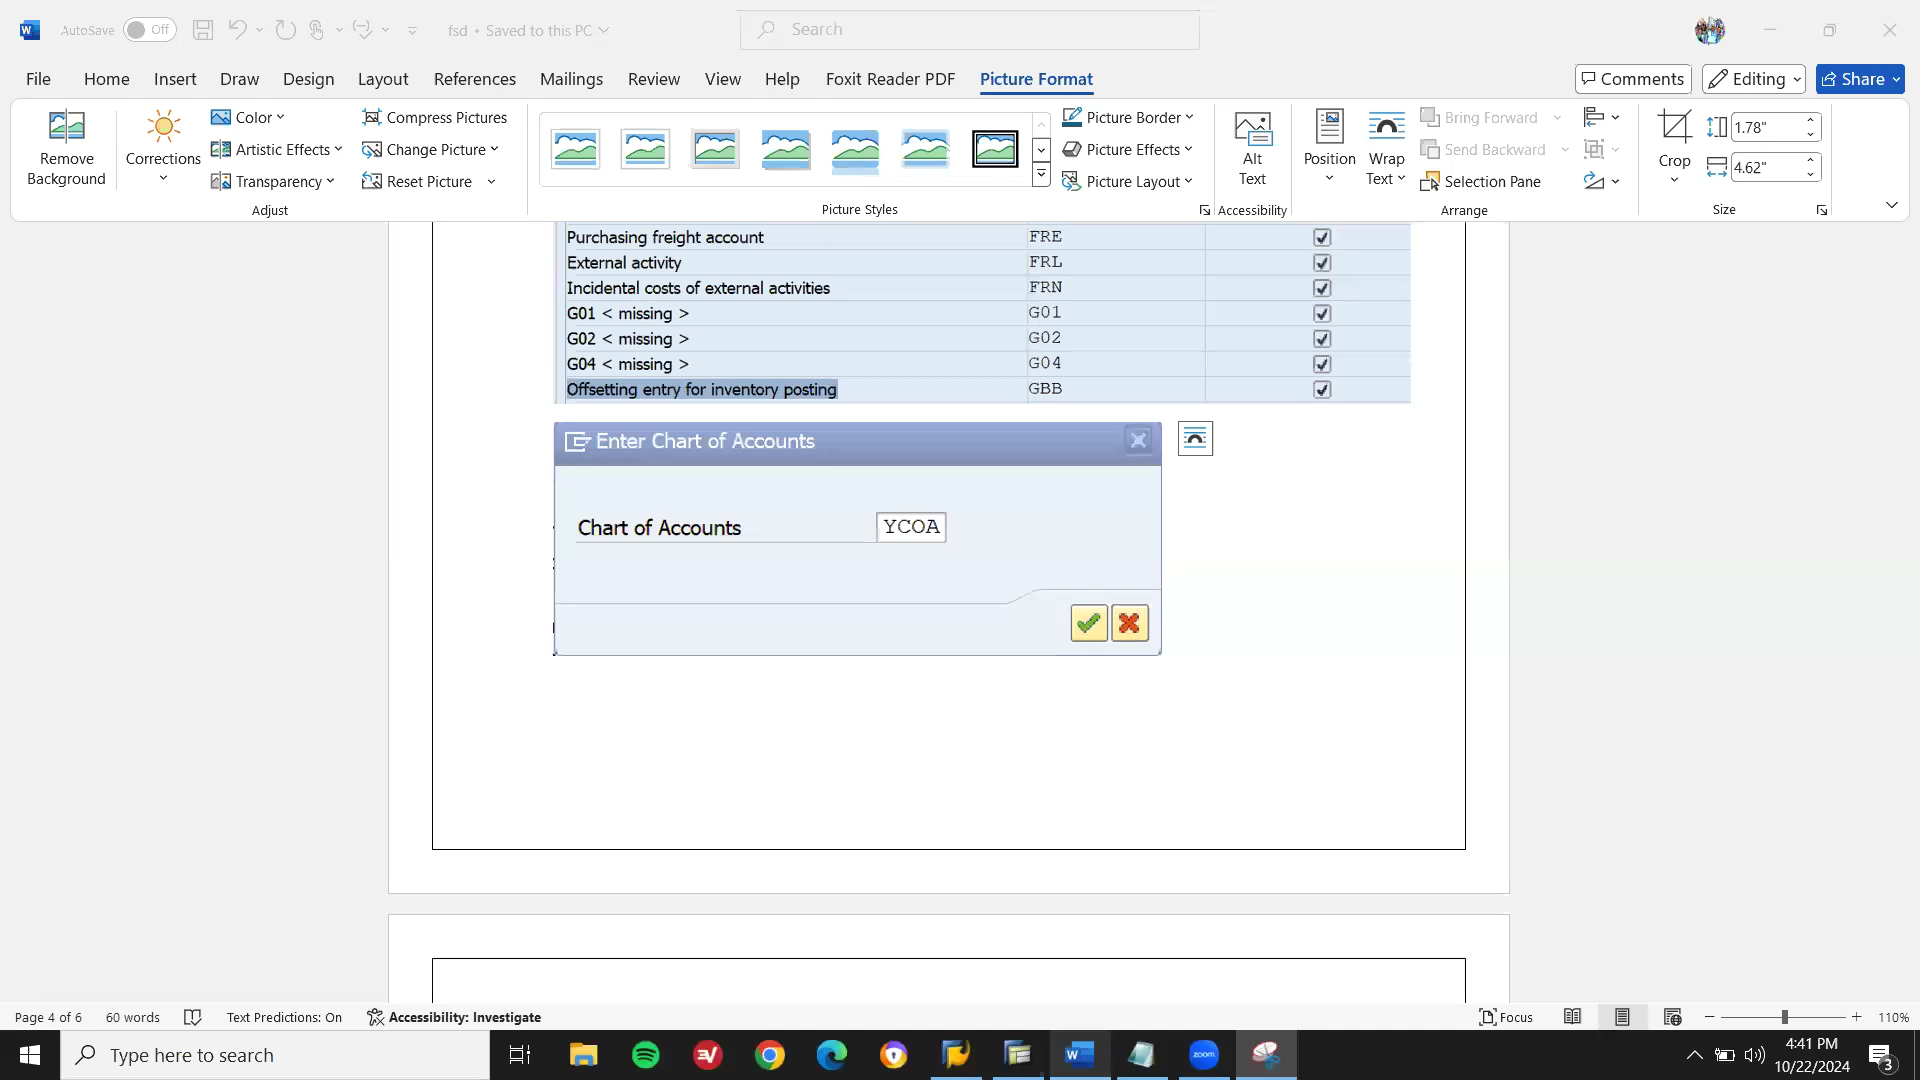 AutoSave Off fsd • Saved to this PC Search
File Home Insert Draw Design Layout References Mailings Review View Help Foxit Reader PDF Picture Format Comments Editing Share
Remove Background
Corrections
Color
Artistic Effects
Transparency
Compress Pictures
Change Picture
Reset Picture
Adjust
Picture Styles
Picture Border
Picture Effects
Picture Layout
Alt Text
Accessibility
Position
Wrap Text
Bring Forward
Send Backward
Selection Pane
Arrange
Crop
1.78"
4.62"
Size
Purchasing freight account FRE
External activity FRL
Incidental costs of external activities FRN
G01 < missing > G01
G02 < missing > G02
G04 < missing > G04
Offsetting entry for inventory posting GBB
Enter Chart of Accounts
Chart of Accounts YCOA
Page 4 of 6 60 words Text Predictions: On Accessibility: Investigate Focus 110%
Type here to search
zoom
4:41 PM
10/22/2024
3